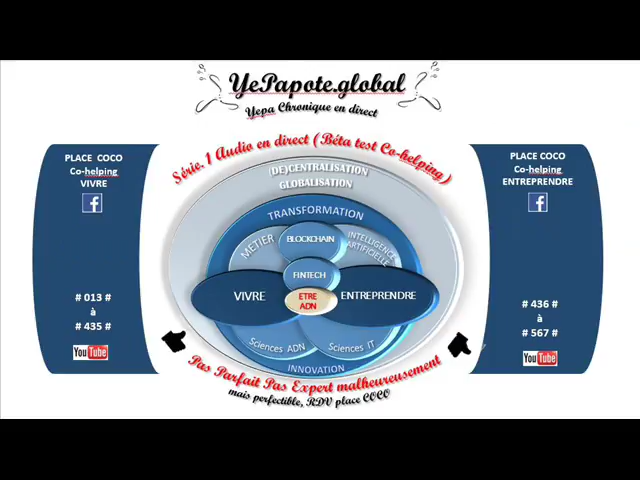 YePapote.global
Yepa Chronique en direct
Série.1 Audio en direct (Béta test Co-helping)
PLACE COCO
Co-helping
VIVRE
# 013 #
à
# 435 #
YouTube
(DE)CENTRALISATION
GLOBALISATION
TRANSFORMATION
METIER
BLOCKCHAIN
INTELLIGENCE
ARTIFICIELLE
FINTECH
VIVRE
ETRE
ADN
ENTREPRENDRE
Sciences ADN
Sciences IT
INNOVATION
PLACE COCO
Co-helping
ENTREPRENDRE
# 436 #
à
# 567 #
YouTube
Pas Parfait Pas Expert malheureusement
mais perfectible, RDV place COCO